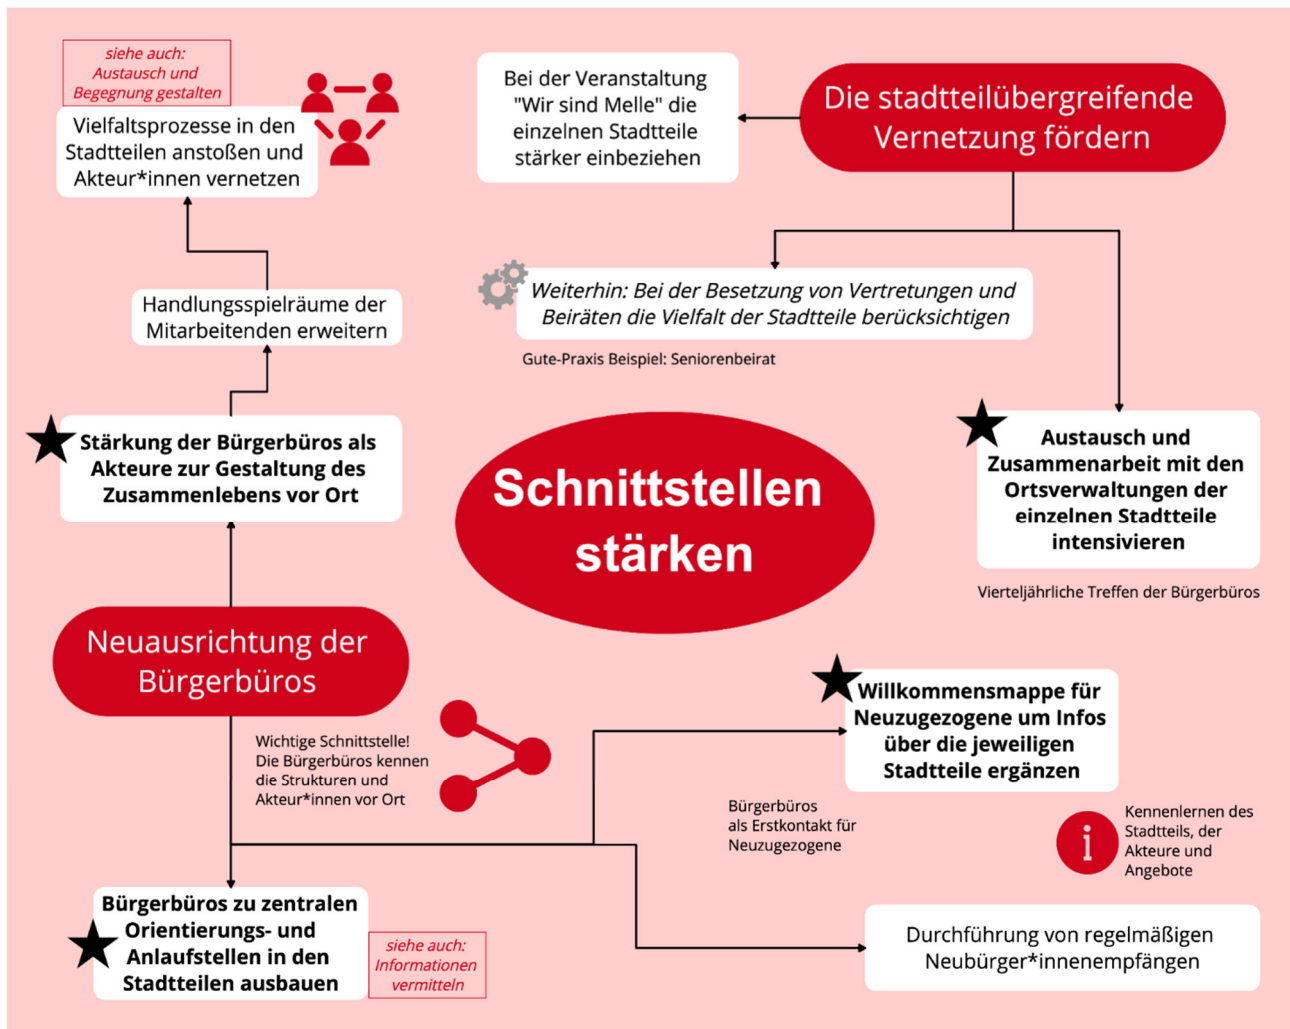 siehe auch:
Austausch und
Begegnung gestalten
Vielfaltsprozesse in den
Stadtteilen anstoßen und
Akteur*innen vernetzen
Handlungsspielräume der
Mitarbeitenden erweitern
Stärkung der Bürgerbüros als
Akteure zur Gestaltung des
Zusammenlebens vor Ort
Neuausrichtung der
Bürgerbüros
Wichtige Schnittstelle!
Die Bürgerbüros kennen
die Strukturen und
Akteur*innen vor Ort
Bürgerbüros zu zentralen
Orientierungs- und
Anlaufstellen in den
Stadtteilen ausbauen
siehe auch:
Informationen
vermitteln
Bei der Veranstaltung
"Wir sind Melle" die
einzelnen Stadtteile
stärker einbeziehen
Die stadtteilübergreifende
Vernetzung fördern
Weiterhin: Bei der Besetzung von Vertretungen und
Beiräten die Vielfalt der Stadtteile berücksichtigen
Gute-Praxis Beispiel: Seniorenbeirat
Schnittstellen
stärken
Austausch und
Zusammenarbeit mit den
Ortsverwaltungen der
einzelnen Stadtteile
intensivieren
Vierteljährliche Treffen der Bürgerbüros
Willkommensmappe für
Neuzugezogene um Infos
über die jeweiligen
Stadtteile ergänzen
Bürgerbüros
als Erstkontakt für
Neuzugezogene
i
Kennenlernen des
Stadtteils, der
Akteure und
Angebote
Durchführung von regelmäßigen
Neubürger*innenempfängen